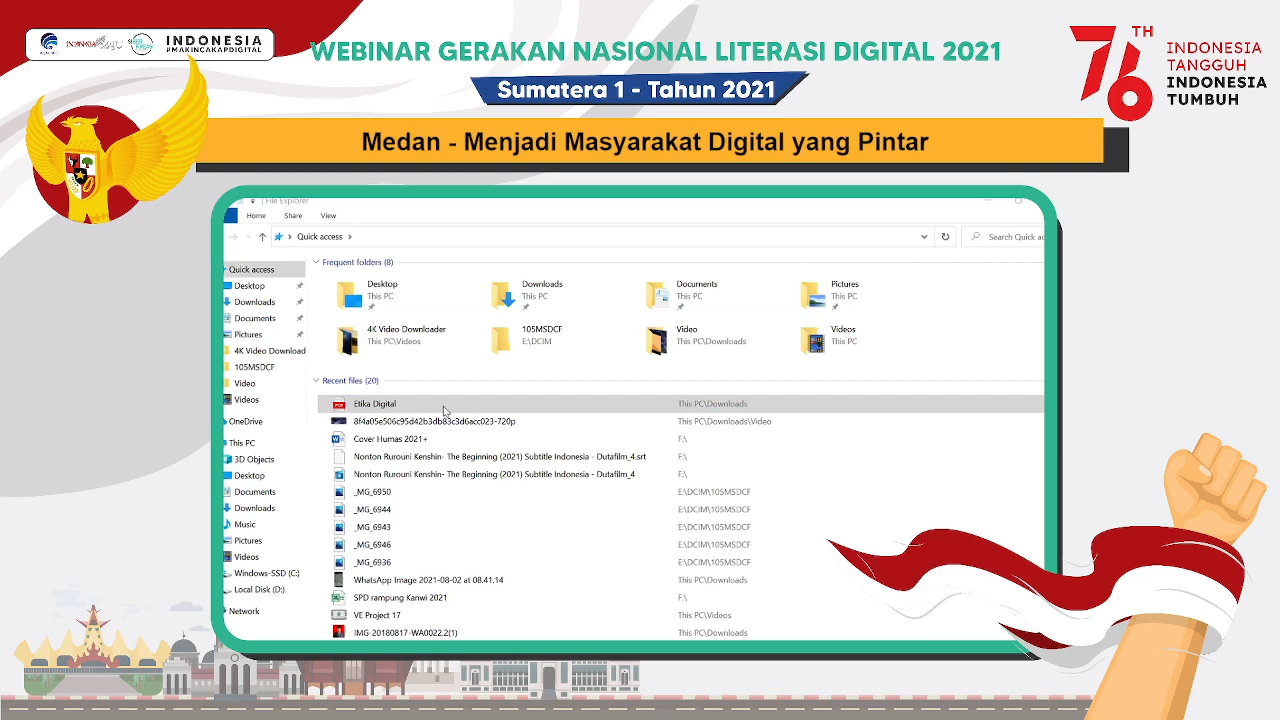 INDONESIA
#MAKINCAKAPDIGITAL
WEBINAR GERAKAN NASIONAL LITERASI DIGITAL 2021
Sumatera 1 - Tahun 2021
76 TH
INDONESIA
TANGGUH
INDONESIA
TUMBUH
Medan - Menjadi Masyarakat Digital yang Pintar
File Explorer
Home Share View
Quick access
Search Quick ac
Quick access
Desktop
Downloads
Documents
Pictures
4K Video Download
105MSDCF
Video
Videos
OneDrive
This PC
3D Objects
Desktop
Documents
Downloads
Music
Pictures
Videos
Windows-SSD (C:)
Local Disk (D:)
Network
Frequent folders (8)
Desktop
This PC
Downloads
This PC
Documents
This PC
Pictures
This PC
4K Video Downloader
This PC\Videos
105MSDCF
E:\DCIM
Video
This PC\Downloads
Videos
This PC
Recent files (20)
Etika Digital This PC\Downloads
8f4a05e506c95d42b3db83c3d6acc023-720p This PC\Downloads\Video
Cover Humas 2021+ F:\
Nonton Rurouni Kenshin- The Beginning (2021) Subtitle Indonesia - Dutafilm_4.srt F:\
Nonton Rurouni Kenshin- The Beginning (2021) Subtitle Indonesia - Dutafilm_4 F:\
_MG_6950 E:\DCIM\105MSDCF
_MG_6944 E:\DCIM\105MSDCF
_MG_6943 E:\DCIM\105MSDCF
_MG_6946 E:\DCIM\105MSDCF
_MG_6936 E:\DCIM\105MSDCF
WhatsApp Image 2021-08-02 at 08.41.14 This PC\Downloads
SPD rampung Kanwi 2021 F:\
VE Project 17 This PC\Videos
IMG-20180817-WA0022.2(1) This PC\Downloads